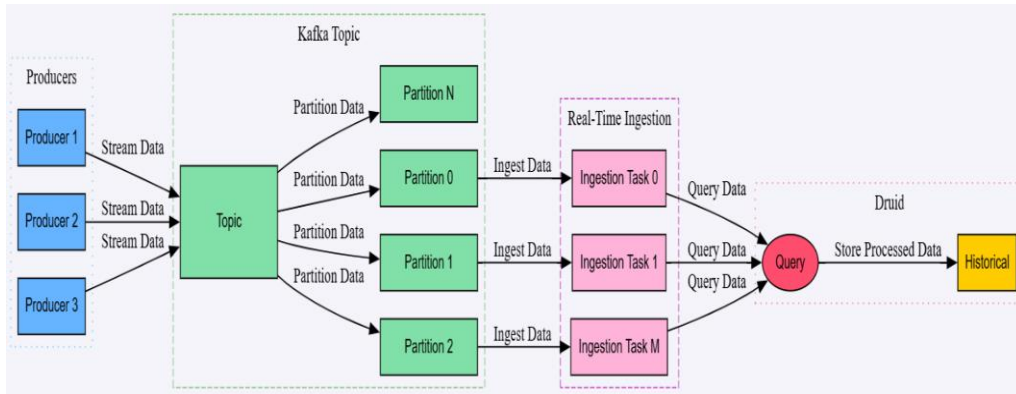 Producers
Producer 1
Producer 2
Producer 3
Stream Data
Stream Data
Stream Data
Kafka Topic
Topic
Partition Data
Partition Data
Partition Data
Partition Data
Partition N
Partition 0
Partition 1
Partition 2
Ingest Data
Ingest Data
Ingest Data
Real-Time Ingestion
Ingestion Task 0
Ingestion Task 1
Ingestion Task M
Query Data
Query Data
Query Data
Druid
Query
Store Processed Data
Historical